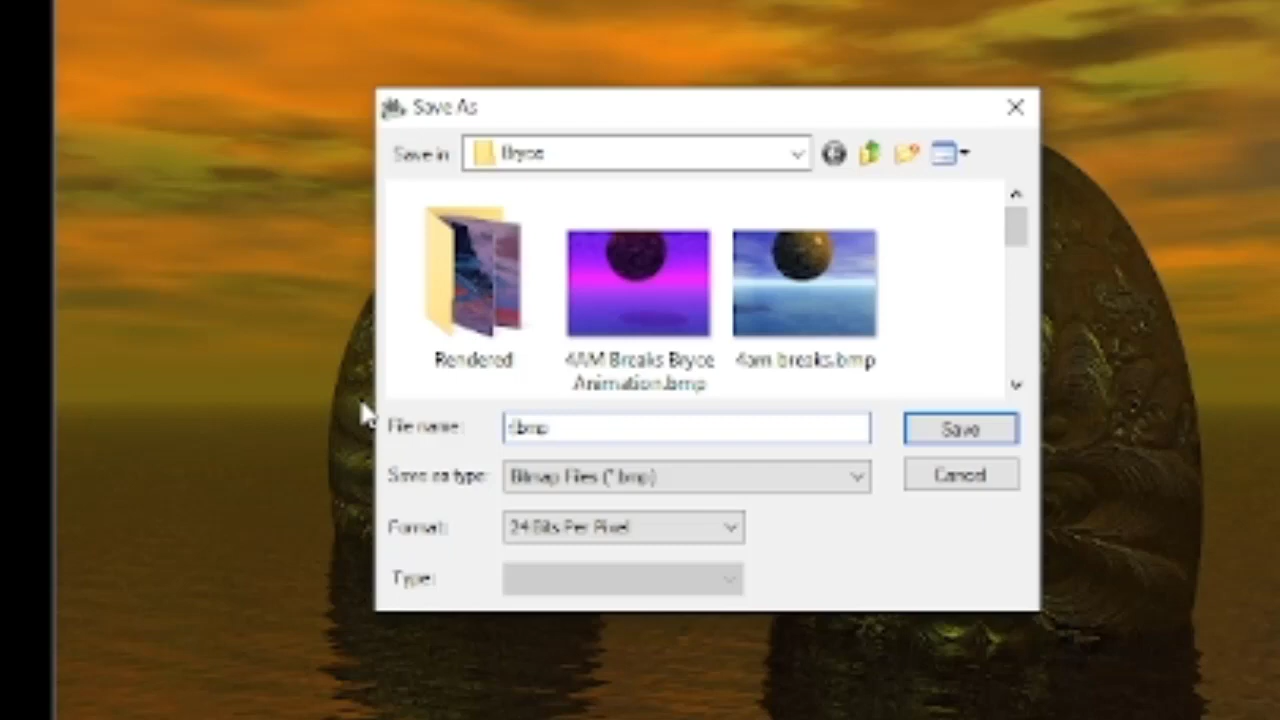 Save As
Save in: Bryce
Rendered
4AM Breaks Bryce
Animation.bmp
4am breaks.bmp
File name:
Save
Save as type: Bitmap Files (*.bmp)
Cancel
Format: 24 Bits Per Pixel
Type: